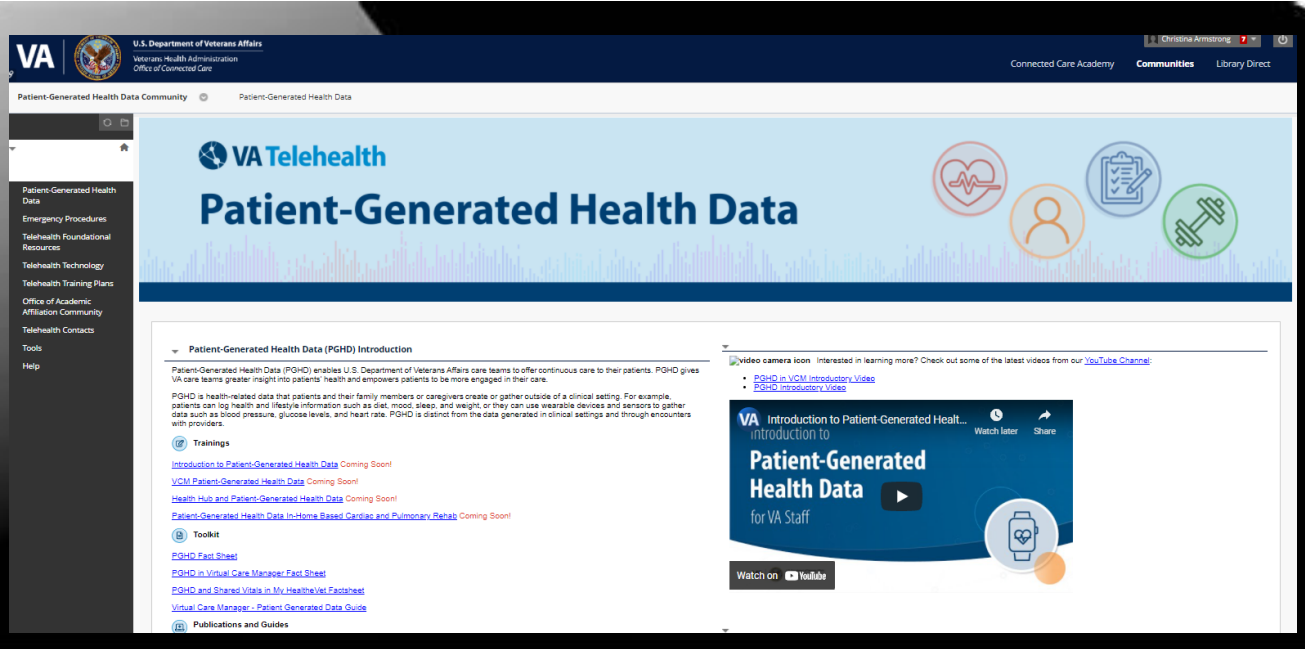 VA
U.S. Department of Veterans Affairs
Veterans Health Administration
Office of Connected Care
Christina Armstrong 7
Connected Care Academy Communities Library Direct
Patient-Generated Health Data Community Patient-Generated Health Data
Patient-Generated Health
Data
Emergency Procedures
Telehealth Foundational
Resources
Telehealth Technology
Telehealth Training Plans
Office of Academic
Affiliation Community
Telehealth Contacts
Tools
Help
VA Telehealth
Patient-Generated Health Data
Patient-Generated Health Data (PGHD) Introduction
Patient-Generated Health Data (PGHD) enables U.S. Department of Veterans Affairs care teams to offer continuous care to their patients. PGHD gives
VA care teams greater insight into patients' health and empowers patients to be more engaged in their care.
PGHD is health-related data that patients and their family members or caregivers create or gather outside of a clinical setting. For example,
patients can log health and lifestyle information such as diet, mood, sleep, and weight, or they can use wearable devices and sensors to gather
data such as blood pressure, glucose levels, and heart rate. PGHD is distinct from the data generated in clinical settings and through encounters
with providers.
Trainings
Introduction to Patient-Generated Health Data Coming Soon!
VCM Patient-Generated Health Data Coming Soon!
Health Hub and Patient-Generated Health Data Coming Soon!
Patient-Generated Health Data In-Home Based Cardiac and Pulmonary Rehab Coming Soon!
Toolkit
PGHD Fact Sheet
PGHD in Virtual Care Manager Fact Sheet
PGHD and Shared Vitals in My HealtheVet Factsheet
Virtual Care Manager - Patient Generated Data Guide
Publications and Guides
video camera icon Interested in learning more? Check out some of the latest videos from our YouTube Channel:
PGHD in VCM Introductory Video
PGHD Introductory Video
VA Introduction to Patient-Generated Healt...
Watch later Share
Introduction to
Patient-Generated
Health Data
for VA Staff
Watch on YouTube